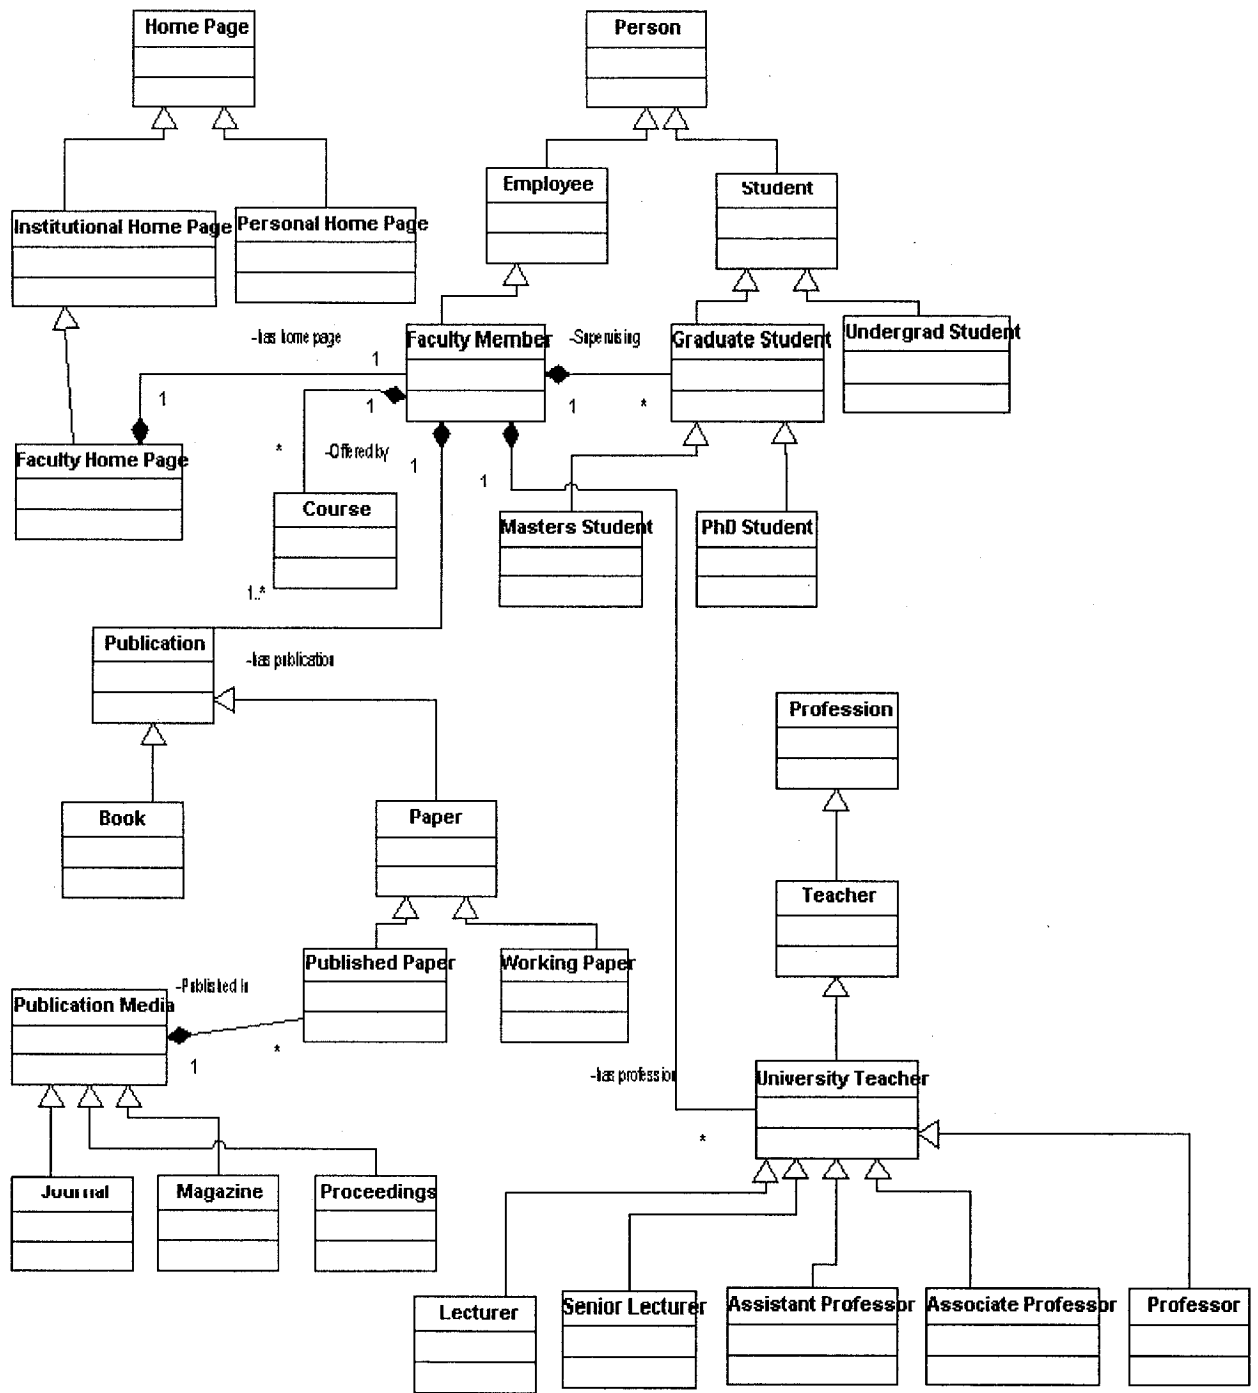 Home Page
Person
Employee
Student
Institutional Home Page
Personal Home Page
-has home page
Faculty Member
-Supervising
Graduate Student
Undergrad Student
1
1
1
1
*
Faculty Home Page
*
-Offered by
1
1
Course
Masters Student
PhD Student
1..*
Publication
-has publication
Profession
Book
Paper
Teacher
Published Paper
Working Paper
-Published In
Publication Media
1
*
-has profession
University Teacher
*
Journal
Magazine
Proceedings
Lecturer
Senior Lecturer
Assistant Professor
Associate Professor
Professor